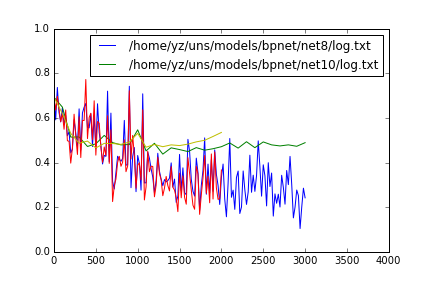 1.0
0.8
0.6
0.4
0.2
0.0
/home/yz/uns/models/bpnet/net8/log.txt
/home/yz/uns/models/bpnet/net10/log.txt
0 500 1000 1500 2000 2500 3000 3500 4000